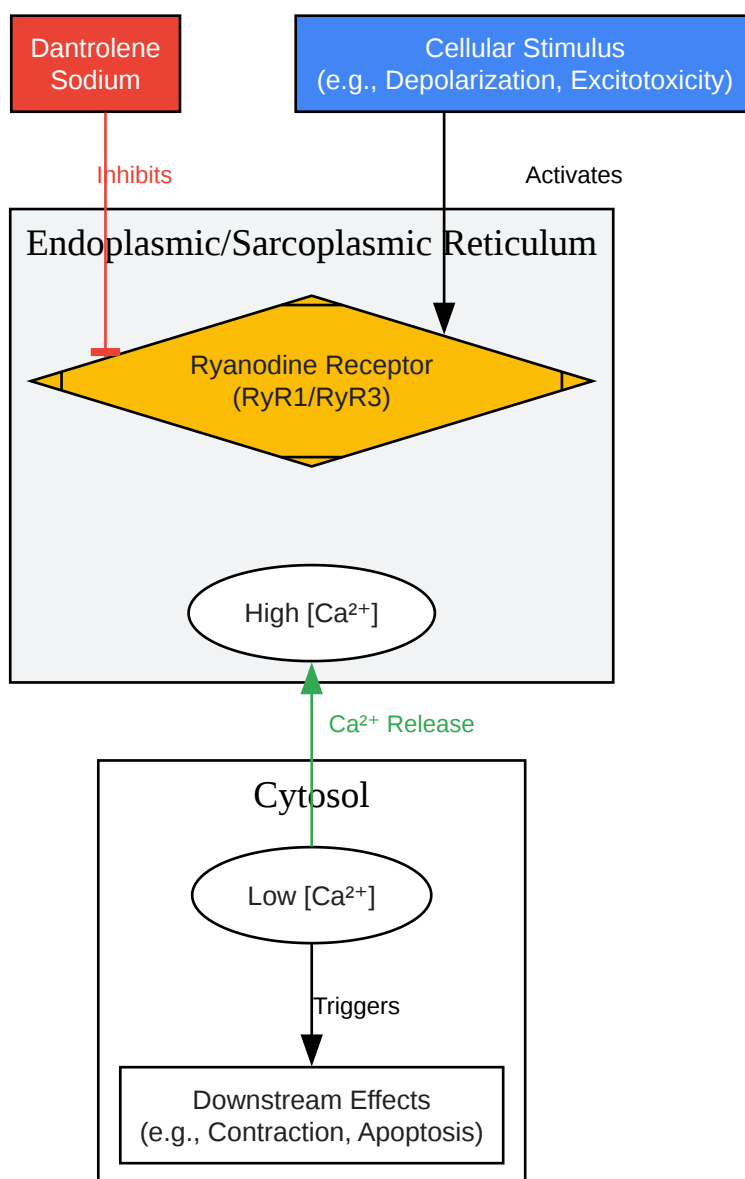 Dantrolene
Sodium
Cellular Stimulus
(e.g., Depolarization, Excitotoxicity)
Inhibits
Activates
Endoplasmic/Sarcoplasmic Reticulum
Ryanodine Receptor
(RyR1/RyR3)
High [Ca²⁺]
Ca²⁺ Release
Cytosol
Low [Ca²⁺]
Triggers
Downstream Effects
(e.g., Contraction, Apoptosis)